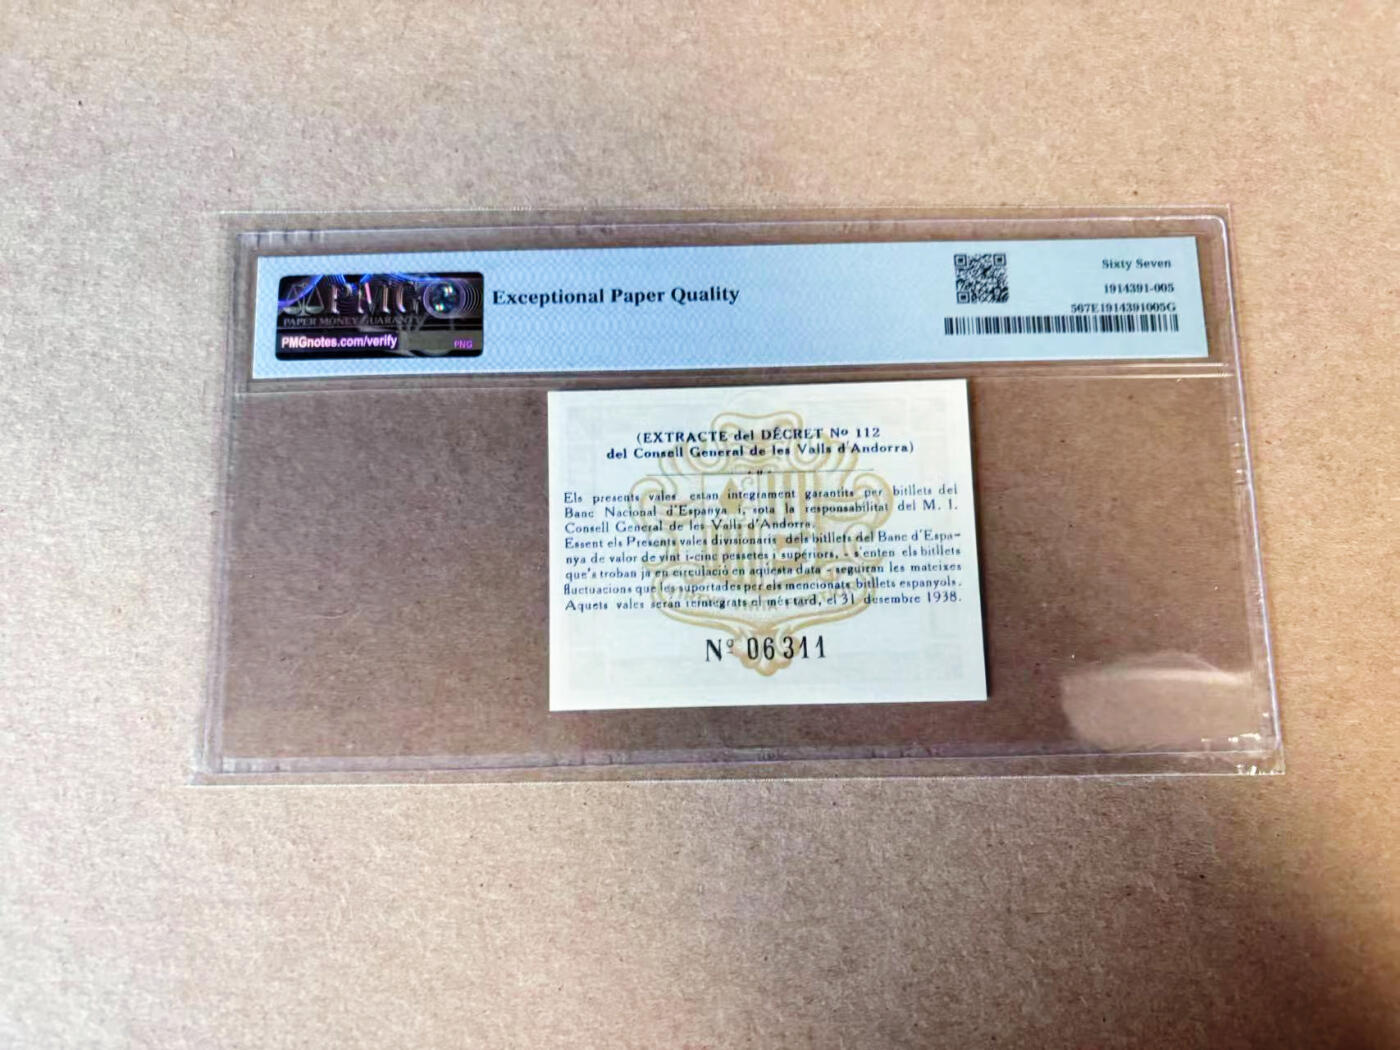 PMG
PAPER MONEY GUARANTY
PMGnotes.com/verify
PNG
Exceptional Paper Quality
Sixty Seven
1914391-005
567E1914391005G
(EXTRACTE del DÉCRET Nº 112
del Consell General de les Valls d'Andorra)
Els presents vales estan integrament garantits per bitllets del
Banc Nacional d'Espanya i, sota la responsabilitat del M. I.
Consell General de les Valls d'Andorra.
Essent els Presents vales divisionaris dels bitllets del Banc d'Espa-
nya de valor de vint i-cinc pessetes i superiors, - s'enten els bitllets
que's troban ja en circulació en aquesta data - seguiran les mateixes
fluctuacions que les suportades per els mencionats bitllets espanyols.
Aquets vales seran reintegrats el més tard, el 31 desembre 1938.
Nº 06311